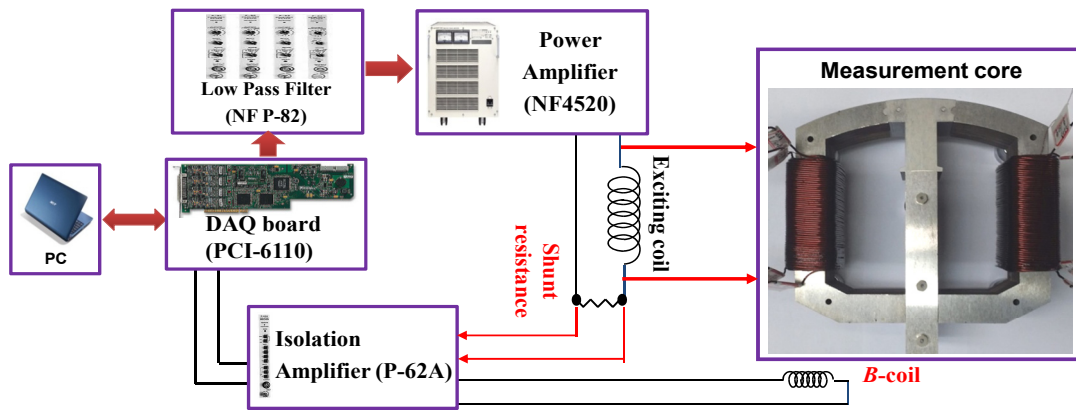 Low Pass Filter
(NF P-82)
Power
Amplifier
(NF4520)
Measurement core
PC
DAQ board
(PCI-6110)
Exciting coil
Shunt
resistance
Isolation
Amplifier (P-62A)
B-coil